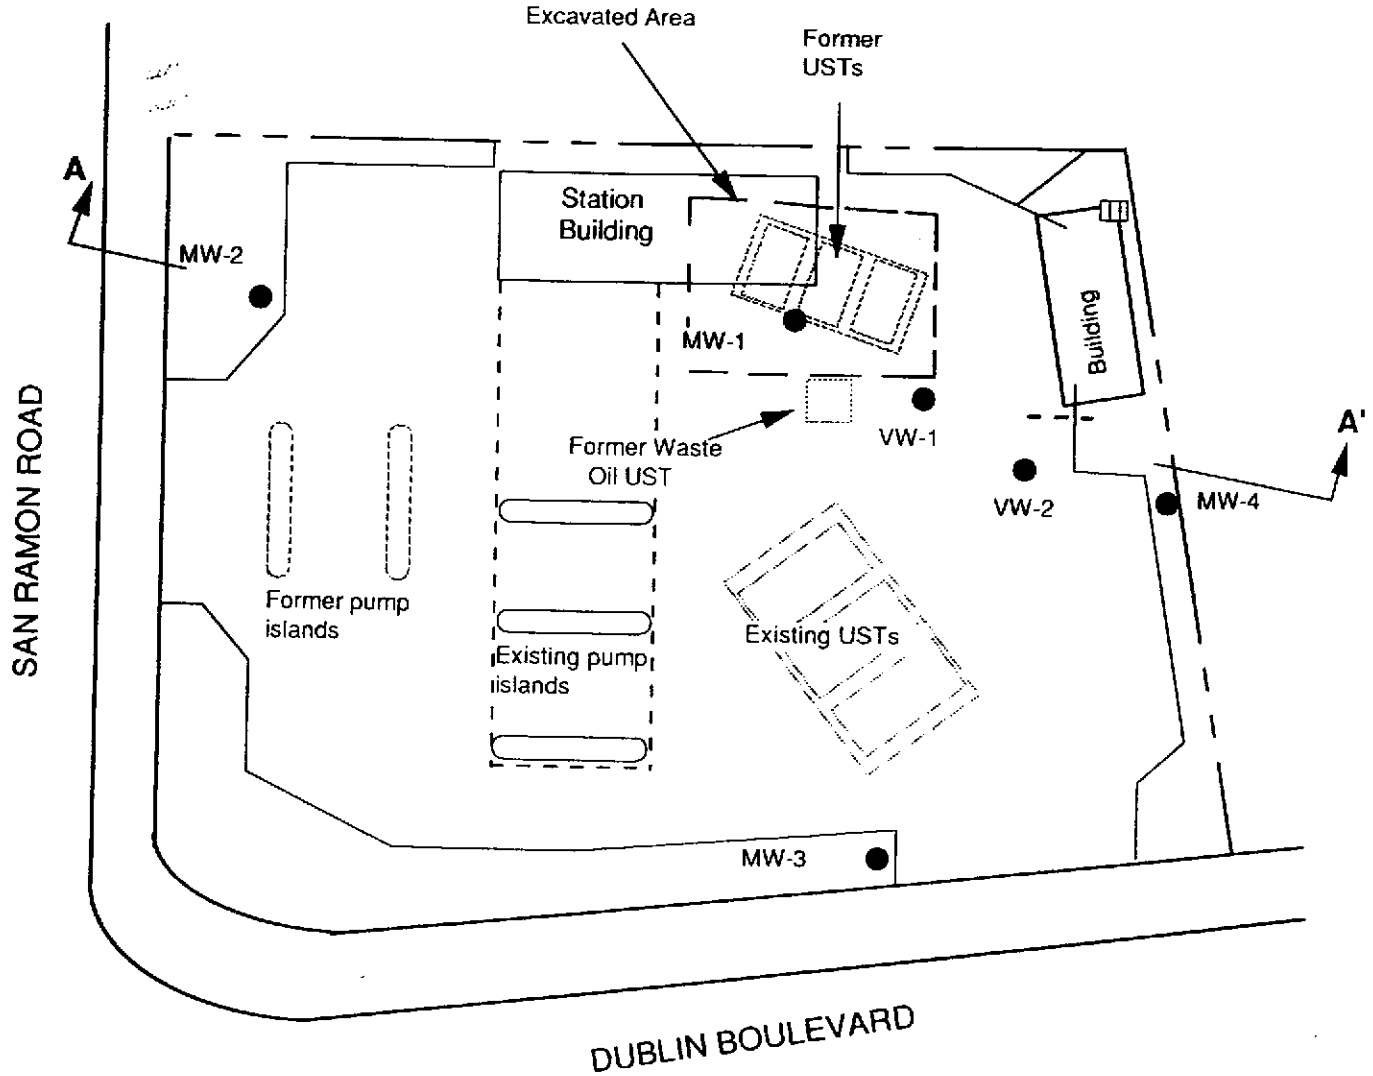 Excavated Area
Former
USTs
A
Station
Building
MW-2
MW-1
Building
A'
VW-1
Former Waste
Oil UST
VW-2
MW-4
SAN RAMON ROAD
Former pump
islands
Existing USTs
Existing pump
islands
MW-3
DUBLIN BOULEVARD